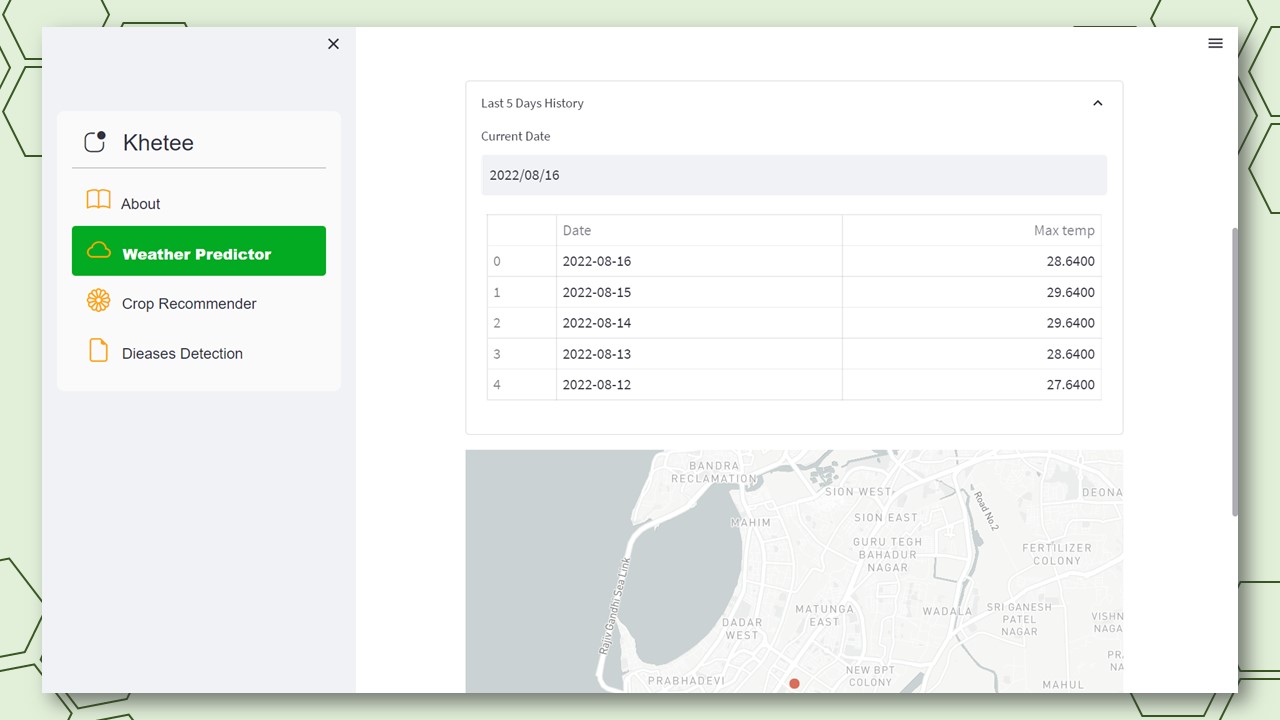 Khetee
About
Weather Predictor
Crop Recommender
Dieases Detection
Last 5 Days History
Current Date
2022/08/16
Date Max temp
0 2022-08-16 28.6400
1 2022-08-15 29.6400
2 2022-08-14 29.6400
3 2022-08-13 28.6400
4 2022-08-12 27.6400
BANDRA
RECLAMATION
SION WEST
DEONA
Road No.2
MAHIM
SION EAST
GURU TEGH
BAHADUR
NAGAR
FERTILIZER
COLONY
Rajiv Gandhi Sea Link
MATUNGA
EAST
WADALA
SRI GANESH
PATEL
NAGAR
VISHN
NAGA
DADAR
WEST
PR
NA
PRABHADEVI
NEW BPT
COLONY
MAHUL